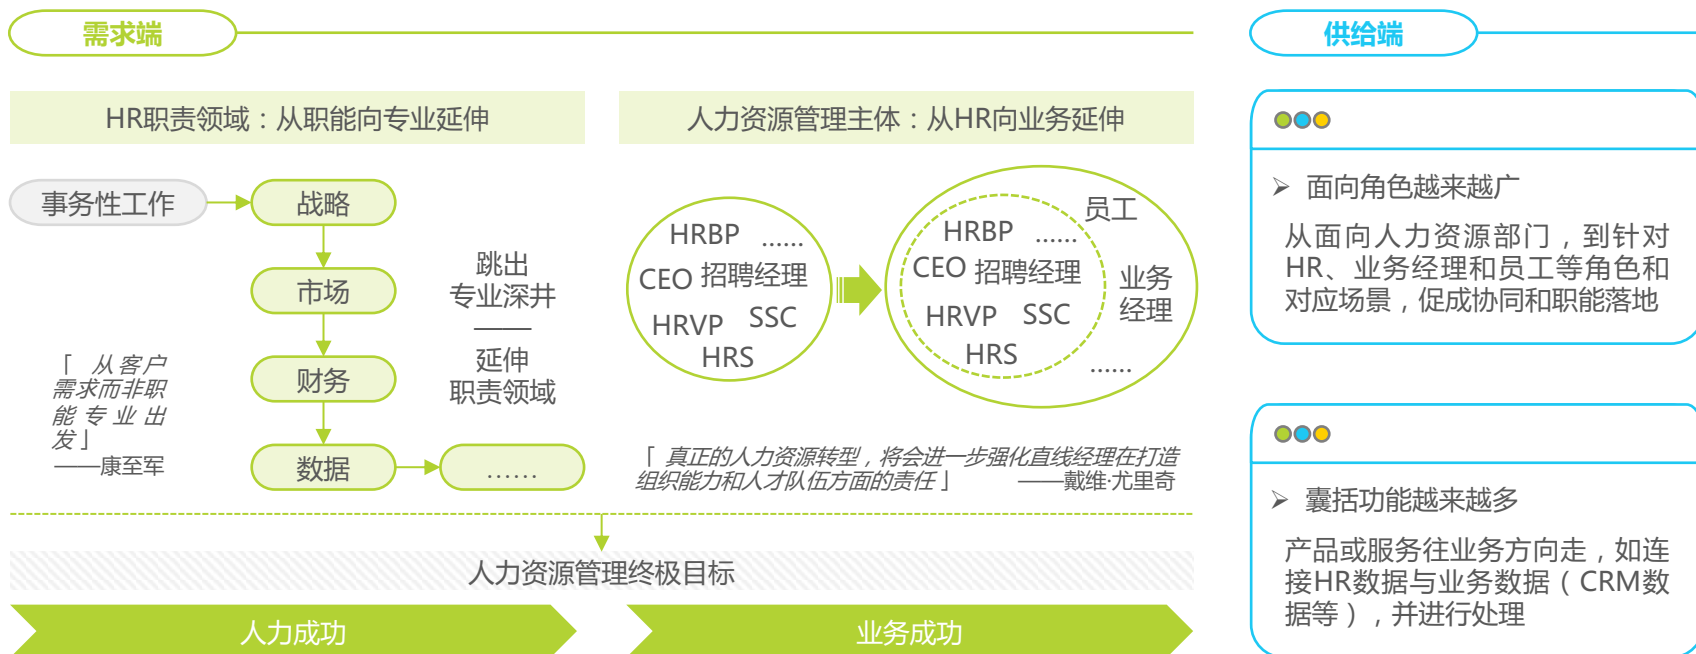 需求端
HR职责领域：从职能向专业延伸
事务性工作
战略
市场
财务
数据
……
跳出
专业深井
——
延伸
职责领域
「 从客户
需求而非职
能专业出
发」
——康至军
人力资源管理主体：从HR向业务延伸
HRBP ......
CEO 招聘经理
HRVP SSC
HRS
HRBP ......
CEO 招聘经理
HRVP SSC
HRS
员工
业务
经理
......
「 真正的人力资源转型，将会进一步强化直线经理在打造
组织能力和人才队伍方面的责任」 ——戴维·尤里奇
人力资源管理终极目标
人力成功
业务成功
供给端
➢ 面向角色越来越广
从面向人力资源部门，到针对
HR、业务经理和员工等角色和
对应场景，促成协同和职能落地
➢ 囊括功能越来越多
产品或服务往业务方向走，如连
接HR数据与业务数据（CRM数
据等），并进行处理